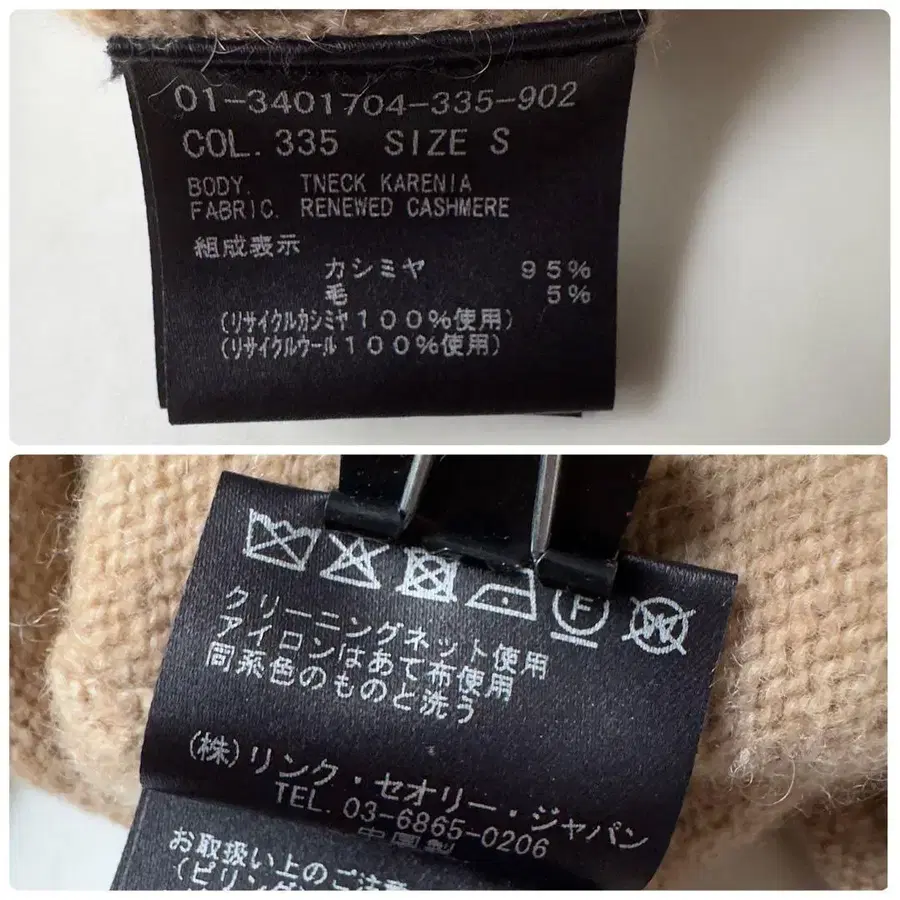 01-3401704-335-902
COL. 335 SIZE S
BODY. TNECK KARENIA
FABRIC. RENEWED CASHMERE
組成表示
カシミヤ 95%
毛 5%
(リサイクルカシミヤ100%使用)
(リサイクルウール100%使用)
F
W
クリーニングネット使用
アイロンはあて布使用
同系色のものと洗う
(株)リンク・セオリー・ジャパン
TEL. 03-6865-0206
中国製
お取扱い上のご注意
(ピリング